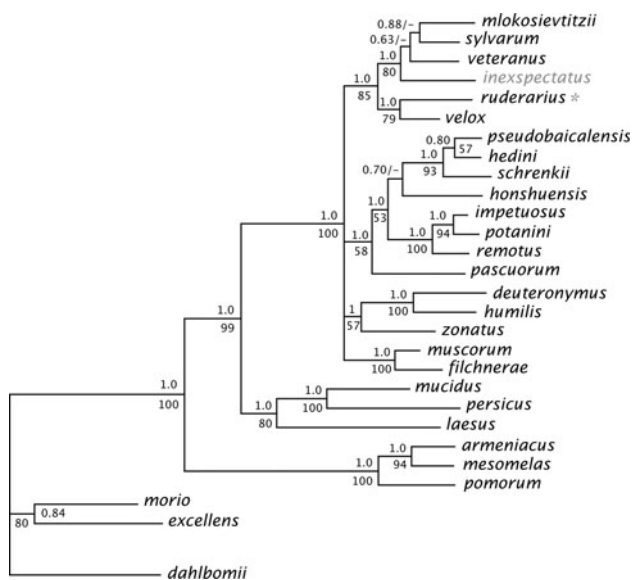 0.88/–
mlokosievtitzii
0.63/–
sylvarum
veteranus
1.0
80
inexspectatus
1.0
85
1.0
ruderarius *
79
velox
0.80
pseudobaicalensis
1.0
57
hedini
93
schrenkii
0.70/–
honshuensis
1.0
53
1.0
impetuosus
1.0
94
potanini
100
remotus
1.0
100
1.0
58
pascuorum
1.0
deuteronymus
1
100
humilis
57
zonatus
1.0
99
1.0
muscorum
100
filchnerae
1.0
mucidus
1.0
100
persicus
80
laesus
1.0
100
1.0
armeniacus
1.0
94
mesomelas
100
pomorum
morio
80
0.84
excellens
dahlbomii